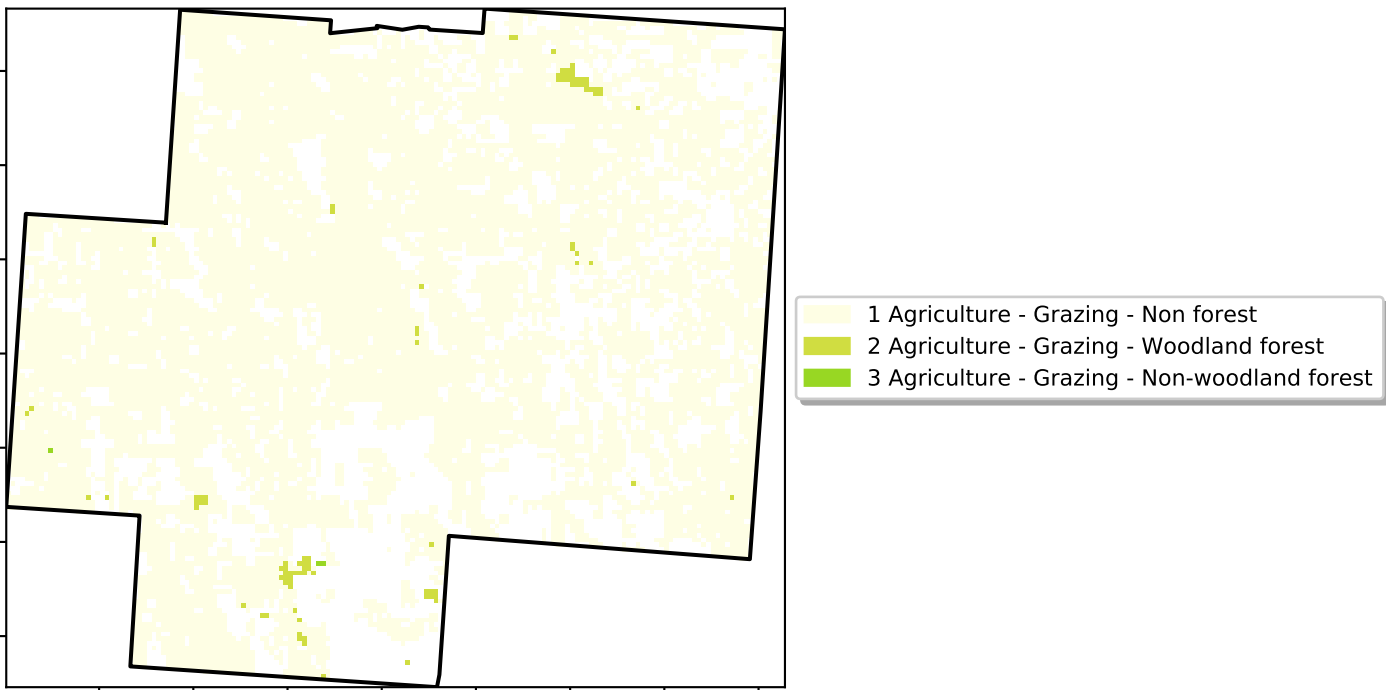 1 Agriculture - Grazing - Non forest
2 Agriculture - Grazing - Woodland forest
3 Agriculture - Grazing - Non-woodland forest